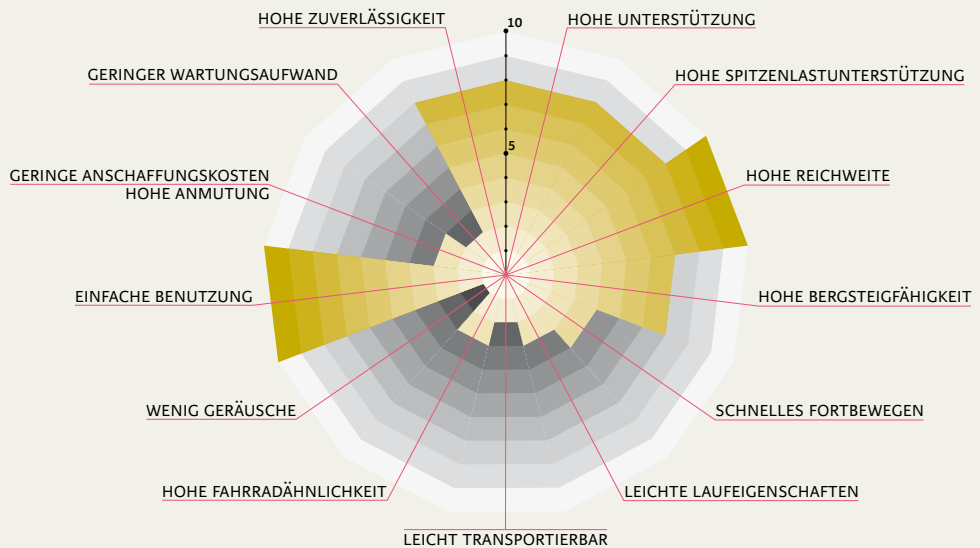 HOHE ZUVERLÄSSIGKEIT
10
HOHE UNTERSTÜTZUNG
GERINGER WARTUNGSAUFWAND
HOHE SPITZENLASTUNTERSTÜTZUNG
5
GERINGE ANSCHAFFUNGSKOSTEN
HOHE ANMUTUNG
HOHE REICHWEITE
EINFACHE BENUTZUNG
HOHE BERGSTEIGFÄHIGKEIT
WENIG GERÄUSCHE
SCHNELLES FORTBEWEGEN
HOHE FAHRRADÄHNLICHKEIT
LEICHTE LAUFEIGENSCHAFTEN
LEICHT TRANSPORTIERBAR